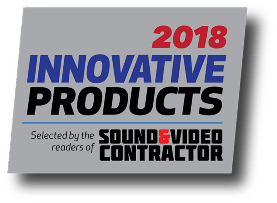 2018
INNOVATIVE
PRODUCTS
Selected by the SOUND&VIDEO
readers of CONTRACTOR